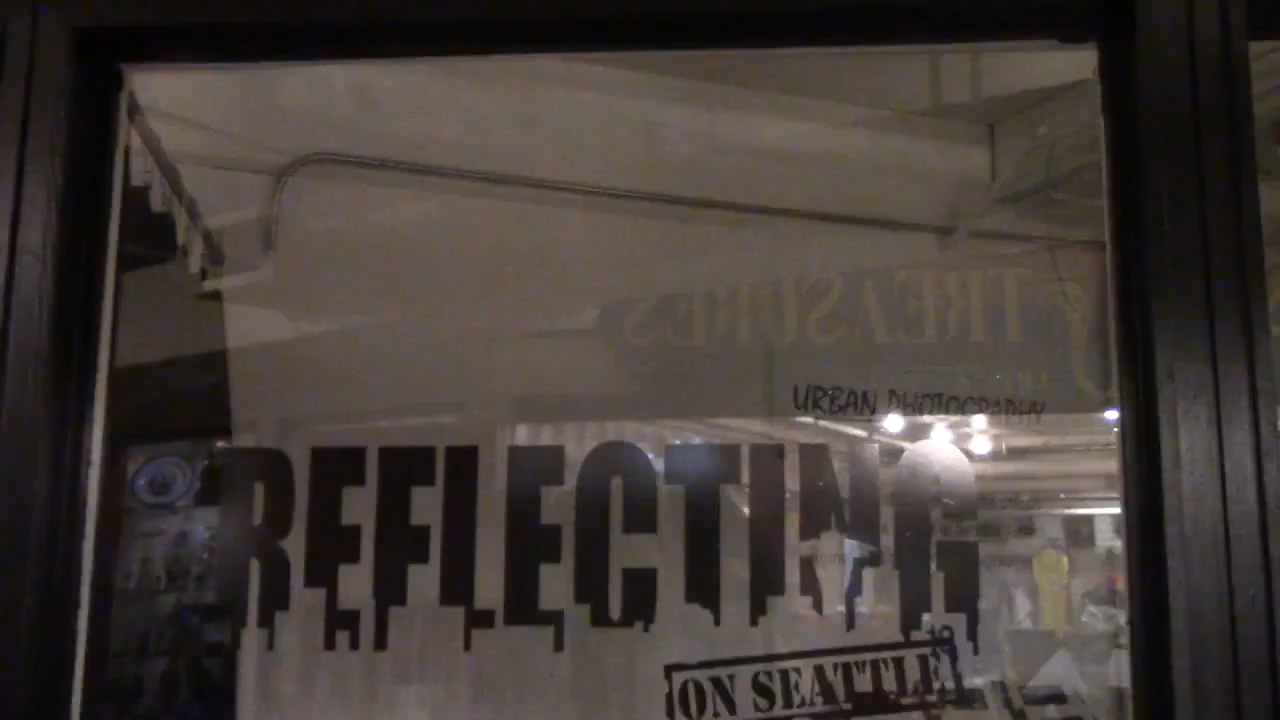 TREASURES
URBAN PHOTOGRAPHY
REFLECTING
ON SEATTLE